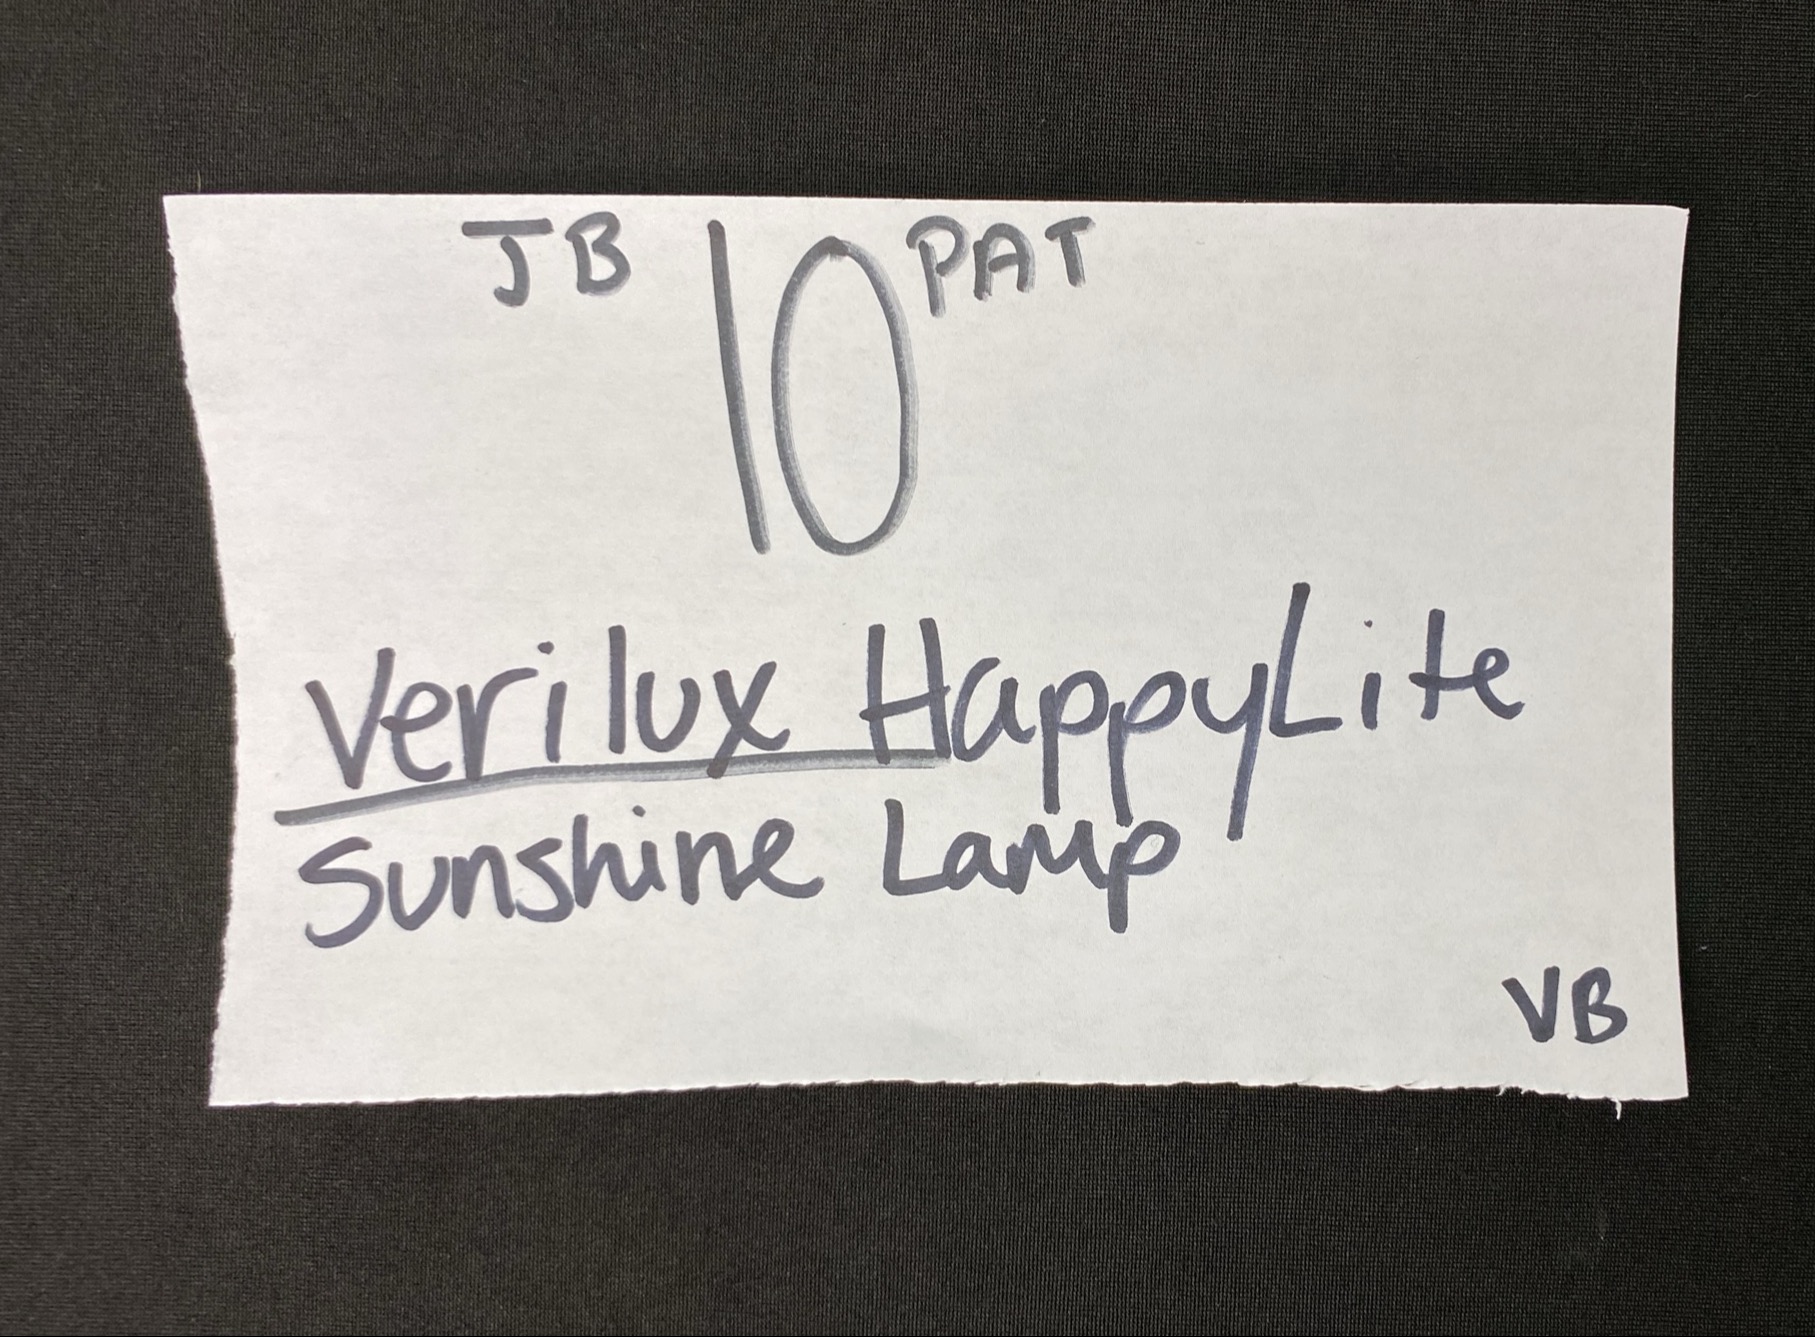 JB 10 PAT
Verilux HappyLite
Sunshine Lamp
VB